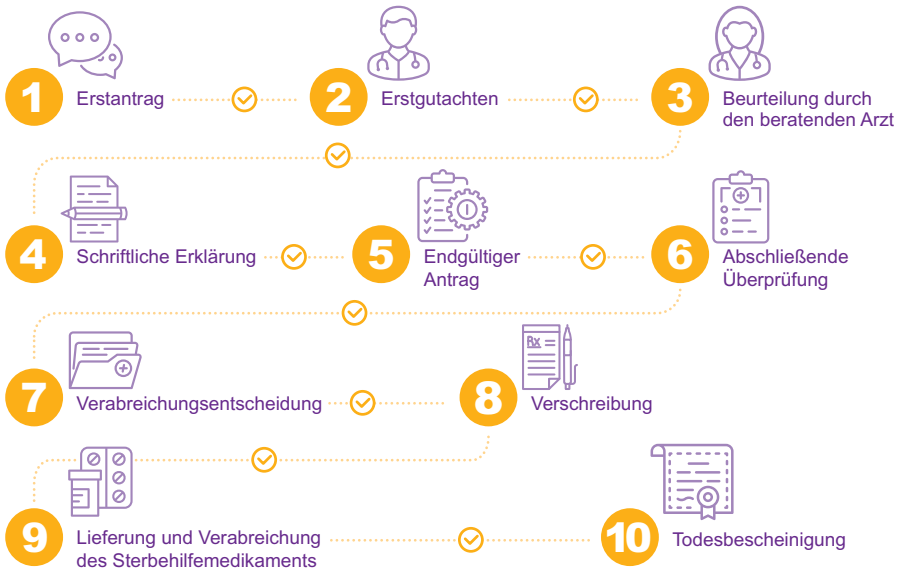 1 Erstantrag
2 Erstgutachten
3 Beurteilung durch
den beratenden Arzt
4 Schriftliche Erklärung
5 Endgültiger
Antrag
6 Abschließende
Überprüfung
7 Verabreichungsentscheidung
Rx
8 Verschreibung
9 Lieferung und Verabreichung
des Sterbehilfemedikaments
10 Todesbescheinigung